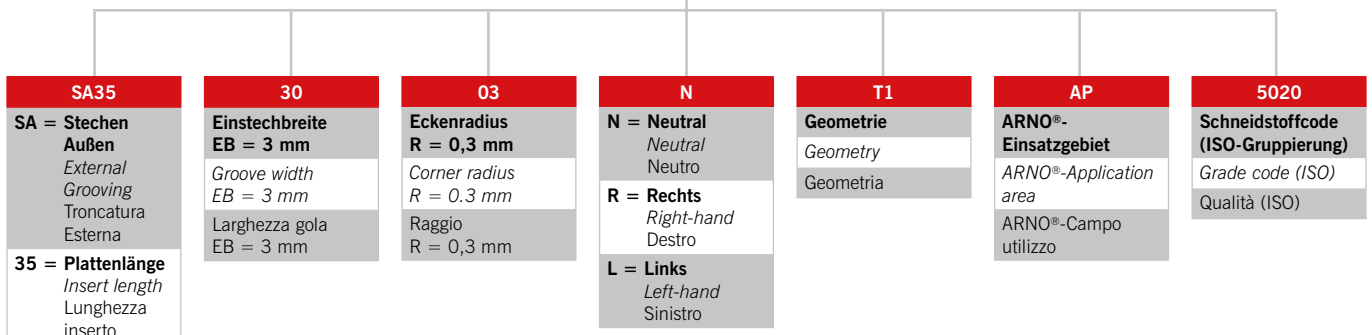 SA35
SA = Stechen
Außen
External
Grooving
Troncatura
Esterna
35 = Plattenlänge
Insert length
Lunghezza
inserto
30
Einstechbreite
EB = 3 mm
Groove width
EB = 3 mm
Larghezza gola
EB = 3 mm
03
Eckenradius
R = 0,3 mm
Corner radius
R = 0.3 mm
Raggio
R = 0,3 mm
N
N = Neutral
Neutral
Neutro
R = Rechts
Right-hand
Destro
L = Links
Left-hand
Sinistro
T1
Geometrie
Geometry
Geometria
AP
ARNO®-
Einsatzgebiet
ARNO®-Application
area
ARNO®-Campo
utilizzo
5020
Schneidstoffcode
(ISO-Gruppierung)
Grade code (ISO)
Qualità (ISO)